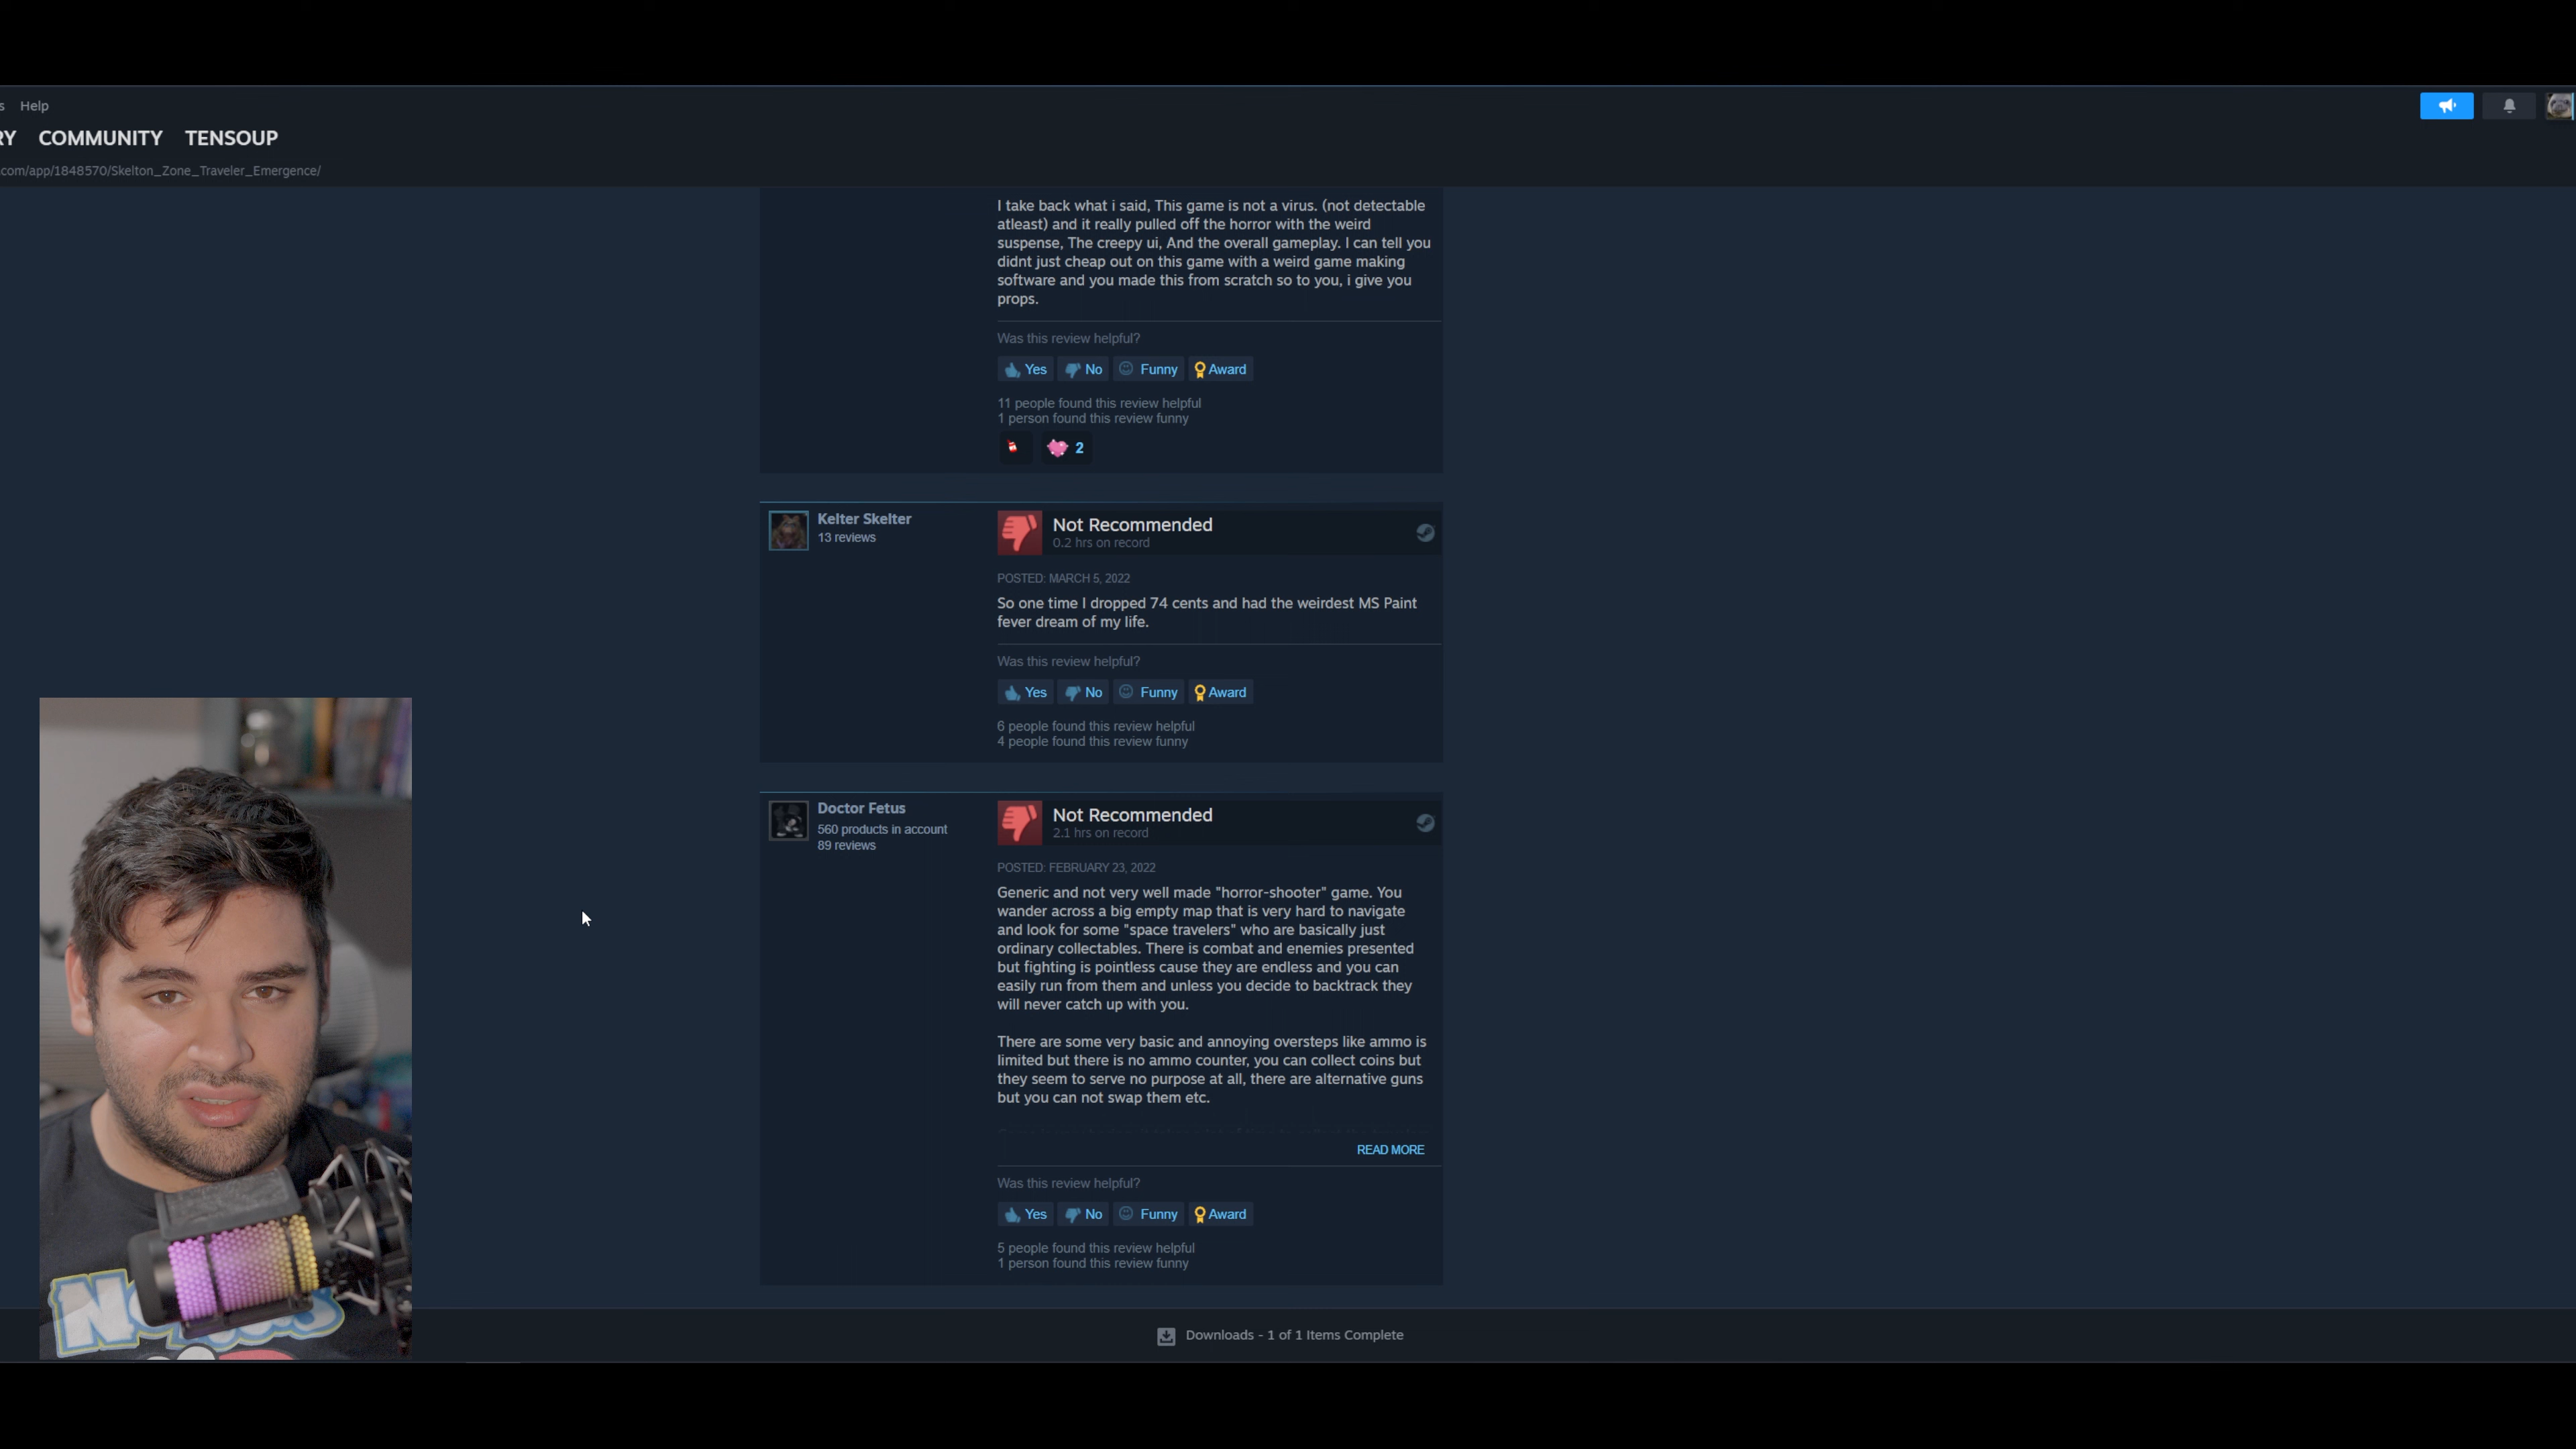 s Help
RY COMMUNITY TENSOUP
.com/app/1848570/Skelton_Zone_Traveler_Emergence/
I take back what i said, This game is not a virus. (not detectable
atleast) and it really pulled off the horror with the weird
suspense, The creepy ui, And the overall gameplay. I can tell you
didnt just cheap out on this game with a weird game making
software and you made this from scratch so to you, i give you
props.
Was this review helpful?
Yes No Funny Award
11 people found this review helpful
1 person found this review funny
2
Kelter Skelter
13 reviews
Not Recommended
0.2 hrs on record
POSTED: MARCH 5, 2022
So one time I dropped 74 cents and had the weirdest MS Paint
fever dream of my life.
Was this review helpful?
Yes No Funny Award
6 people found this review helpful
4 people found this review funny
Doctor Fetus
560 products in account
89 reviews
Not Recommended
2.1 hrs on record
POSTED: FEBRUARY 23, 2022
Generic and not very well made "horror-shooter" game. You
wander across a big empty map that is very hard to navigate
and look for some "space travelers" who are basically just
ordinary collectables. There is combat and enemies presented
but fighting is pointless cause they are endless and you can
easily run from them and unless you decide to backtrack they
will never catch up with you.
There are some very basic and annoying oversteps like ammo is
limited but there is no ammo counter, you can collect coins but
they seem to serve no purpose at all, there are alternative guns
but you can not swap them etc.
READ MORE
Was this review helpful?
Yes No Funny Award
5 people found this review helpful
1 person found this review funny
Downloads - 1 of 1 Items Complete